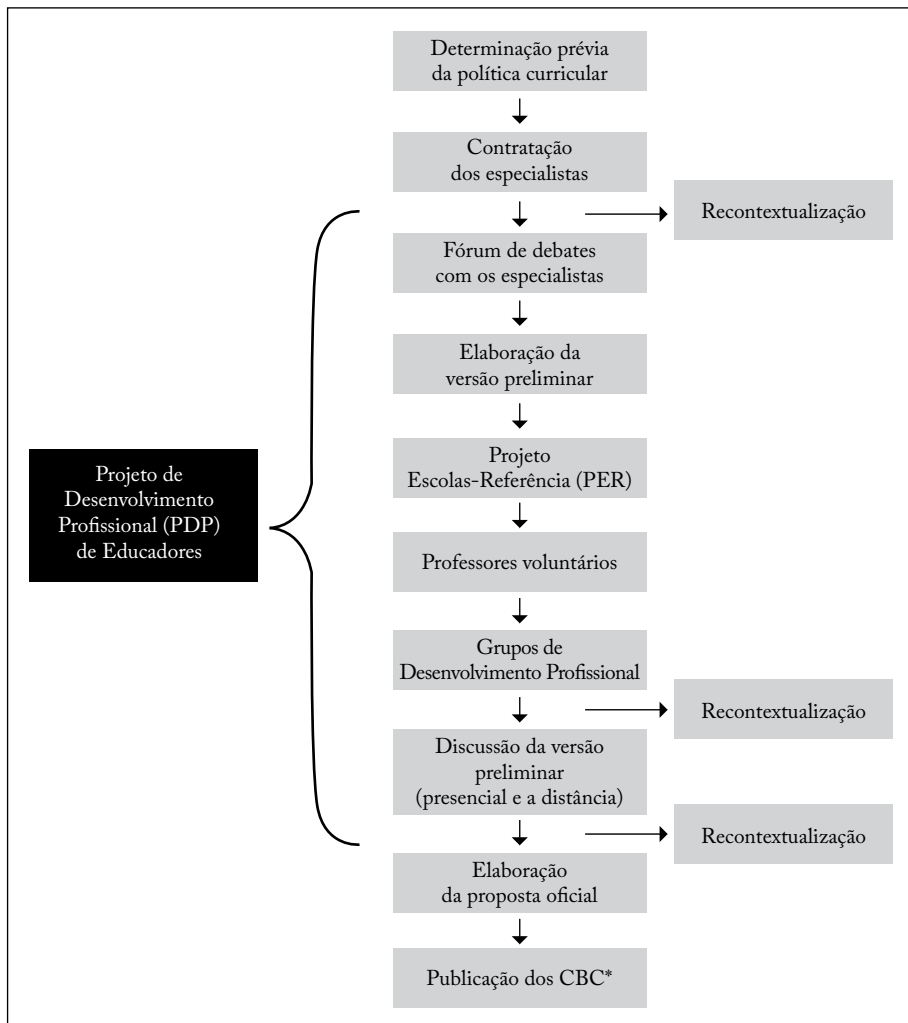 Determinação prévia
da política curricular
Contratação
dos especialistas
Recontextualização
Fórum de debates
com os especialistas
Elaboração da
versão preliminar
Projeto de
Desenvolvimento
Profissional (PDP)
de Educadores
Projeto
Escolas-Referência (PER)
Professores voluntários
Grupos de
Desenvolvimento Profissional
Recontextualização
Discussão da versão
preliminar
(presencial e a distância)
Recontextualização
Elaboração
da proposta oficial
Publicação dos CBC*